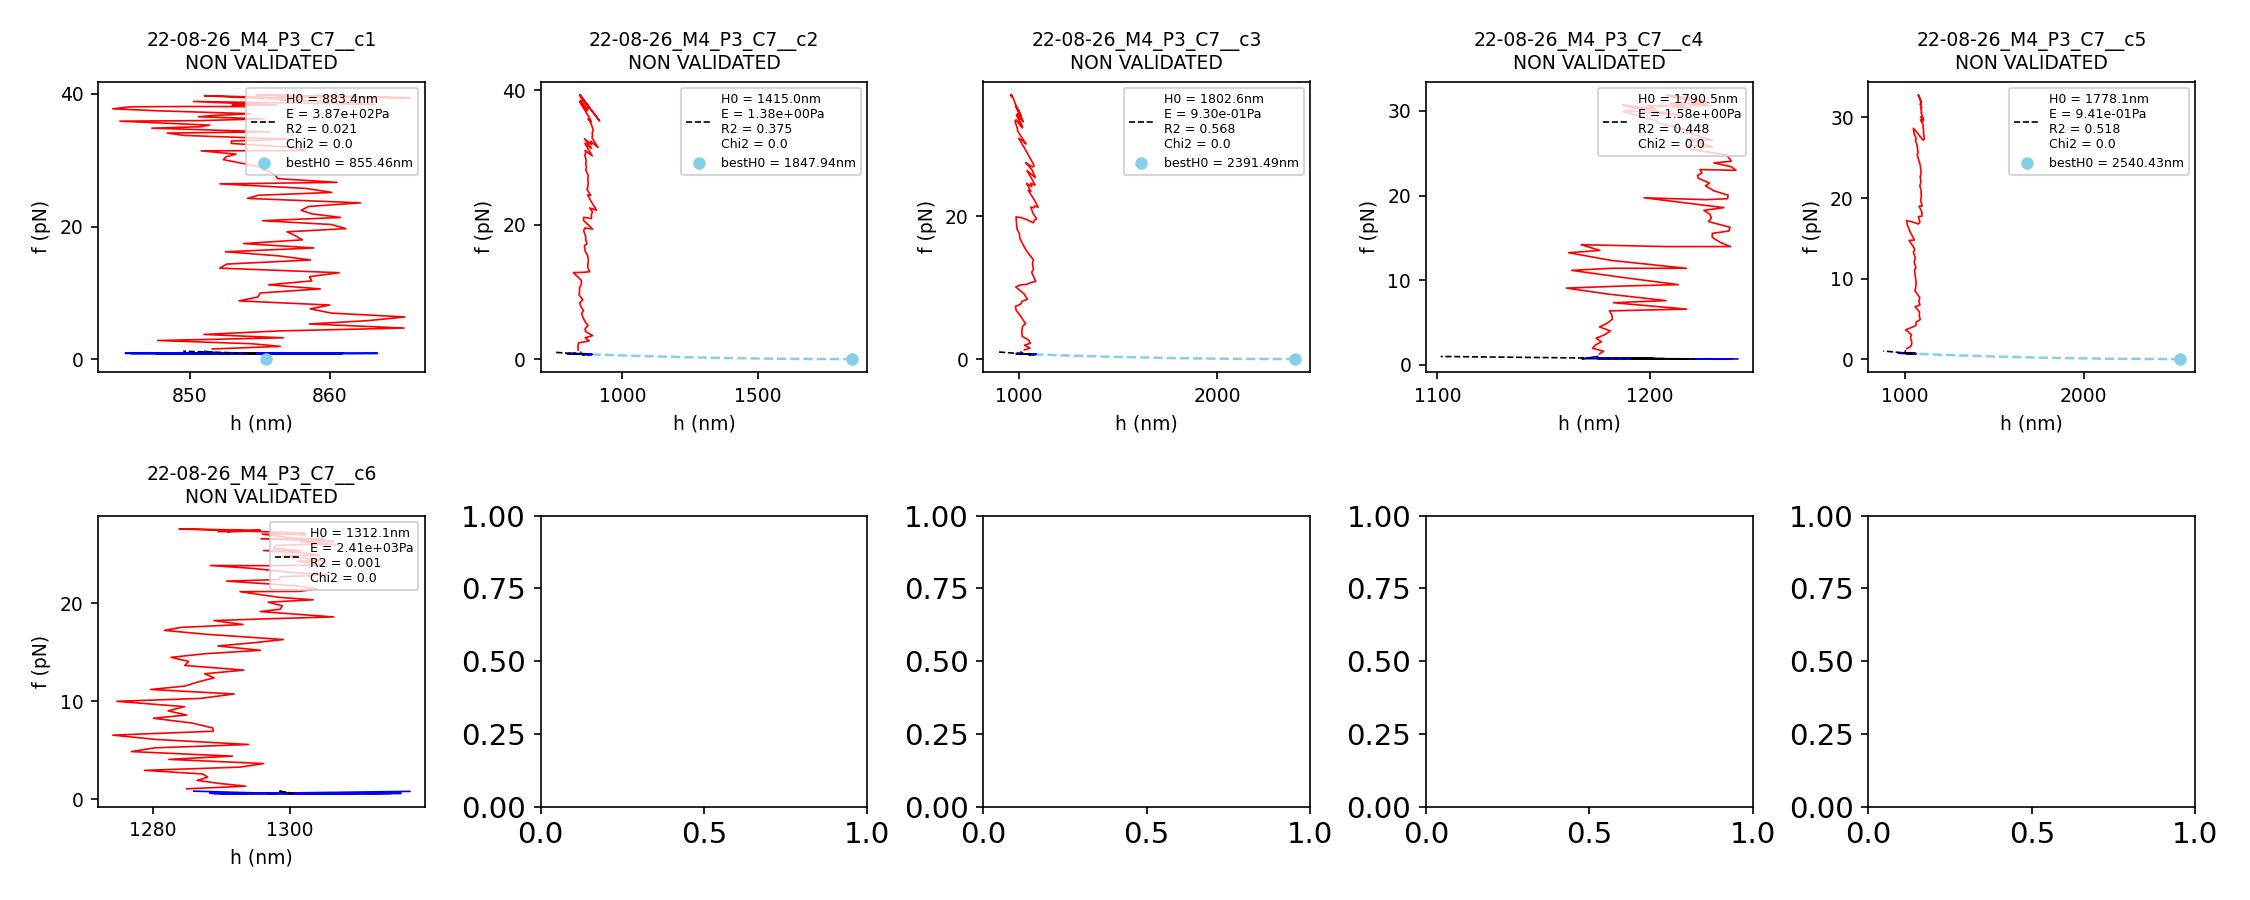 22-08-26_M4_P3_C7__c1
NON VALIDATED
40
20
0
f (pN)
850
860
h (nm)
H0 = 883.4nm
E = 3.87e+02Pa
R2 = 0.021
Chi2 = 0.0
bestH0 = 855.46nm
22-08-26_M4_P3_C7__c2
NON VALIDATED
40
20
0
f (pN)
1000
1500
h (nm)
H0 = 1415.0nm
E = 1.38e+00Pa
R2 = 0.375
Chi2 = 0.0
bestH0 = 1847.94nm
22-08-26_M4_P3_C7__c3
NON VALIDATED
20
0
f (pN)
1000
2000
h (nm)
H0 = 1802.6nm
E = 9.30e-01Pa
R2 = 0.568
Chi2 = 0.0
bestH0 = 2391.49nm
22-08-26_M4_P3_C7__c4
NON VALIDATED
30
20
10
0
f (pN)
1100
1200
h (nm)
H0 = 1790.5nm
E = 1.58e+00Pa
R2 = 0.448
Chi2 = 0.0
22-08-26_M4_P3_C7__c5
NON VALIDATED
30
20
10
0
f (pN)
1000
2000
h (nm)
H0 = 1778.1nm
E = 9.41e-01Pa
R2 = 0.518
Chi2 = 0.0
bestH0 = 2540.43nm
22-08-26_M4_P3_C7__c6
NON VALIDATED
20
10
0
f (pN)
1280
1300
h (nm)
H0 = 1312.1nm
E = 2.41e+03Pa
R2 = 0.001
Chi2 = 0.0
1.00
0.75
0.50
0.25
0.00
0.0
0.5
1.0
1.00
0.75
0.50
0.25
0.00
0.0
0.5
1.0
1.00
0.75
0.50
0.25
0.00
0.0
0.5
1.0
1.00
0.75
0.50
0.25
0.00
0.0
0.5
1.0